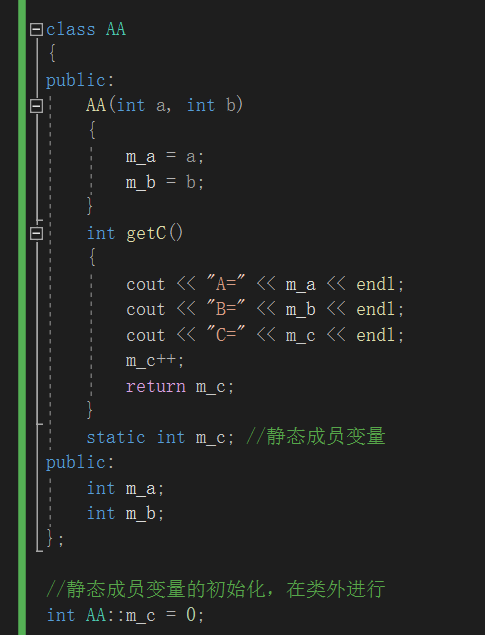 class AA
{
public:
    AA(int a, int b)
    {
        m_a = a;
        m_b = b;
    }
    int getC()
    {
        cout << "A=" << m_a << endl;
        cout << "B=" << m_b << endl;
        cout << "C=" << m_c << endl;
        m_c++;
        return m_c;
    }
    static int m_c; //静态成员变量
public:
    int m_a;
    int m_b;
};
//静态成员变量的初始化，在类外进行
int AA::m_c = 0;